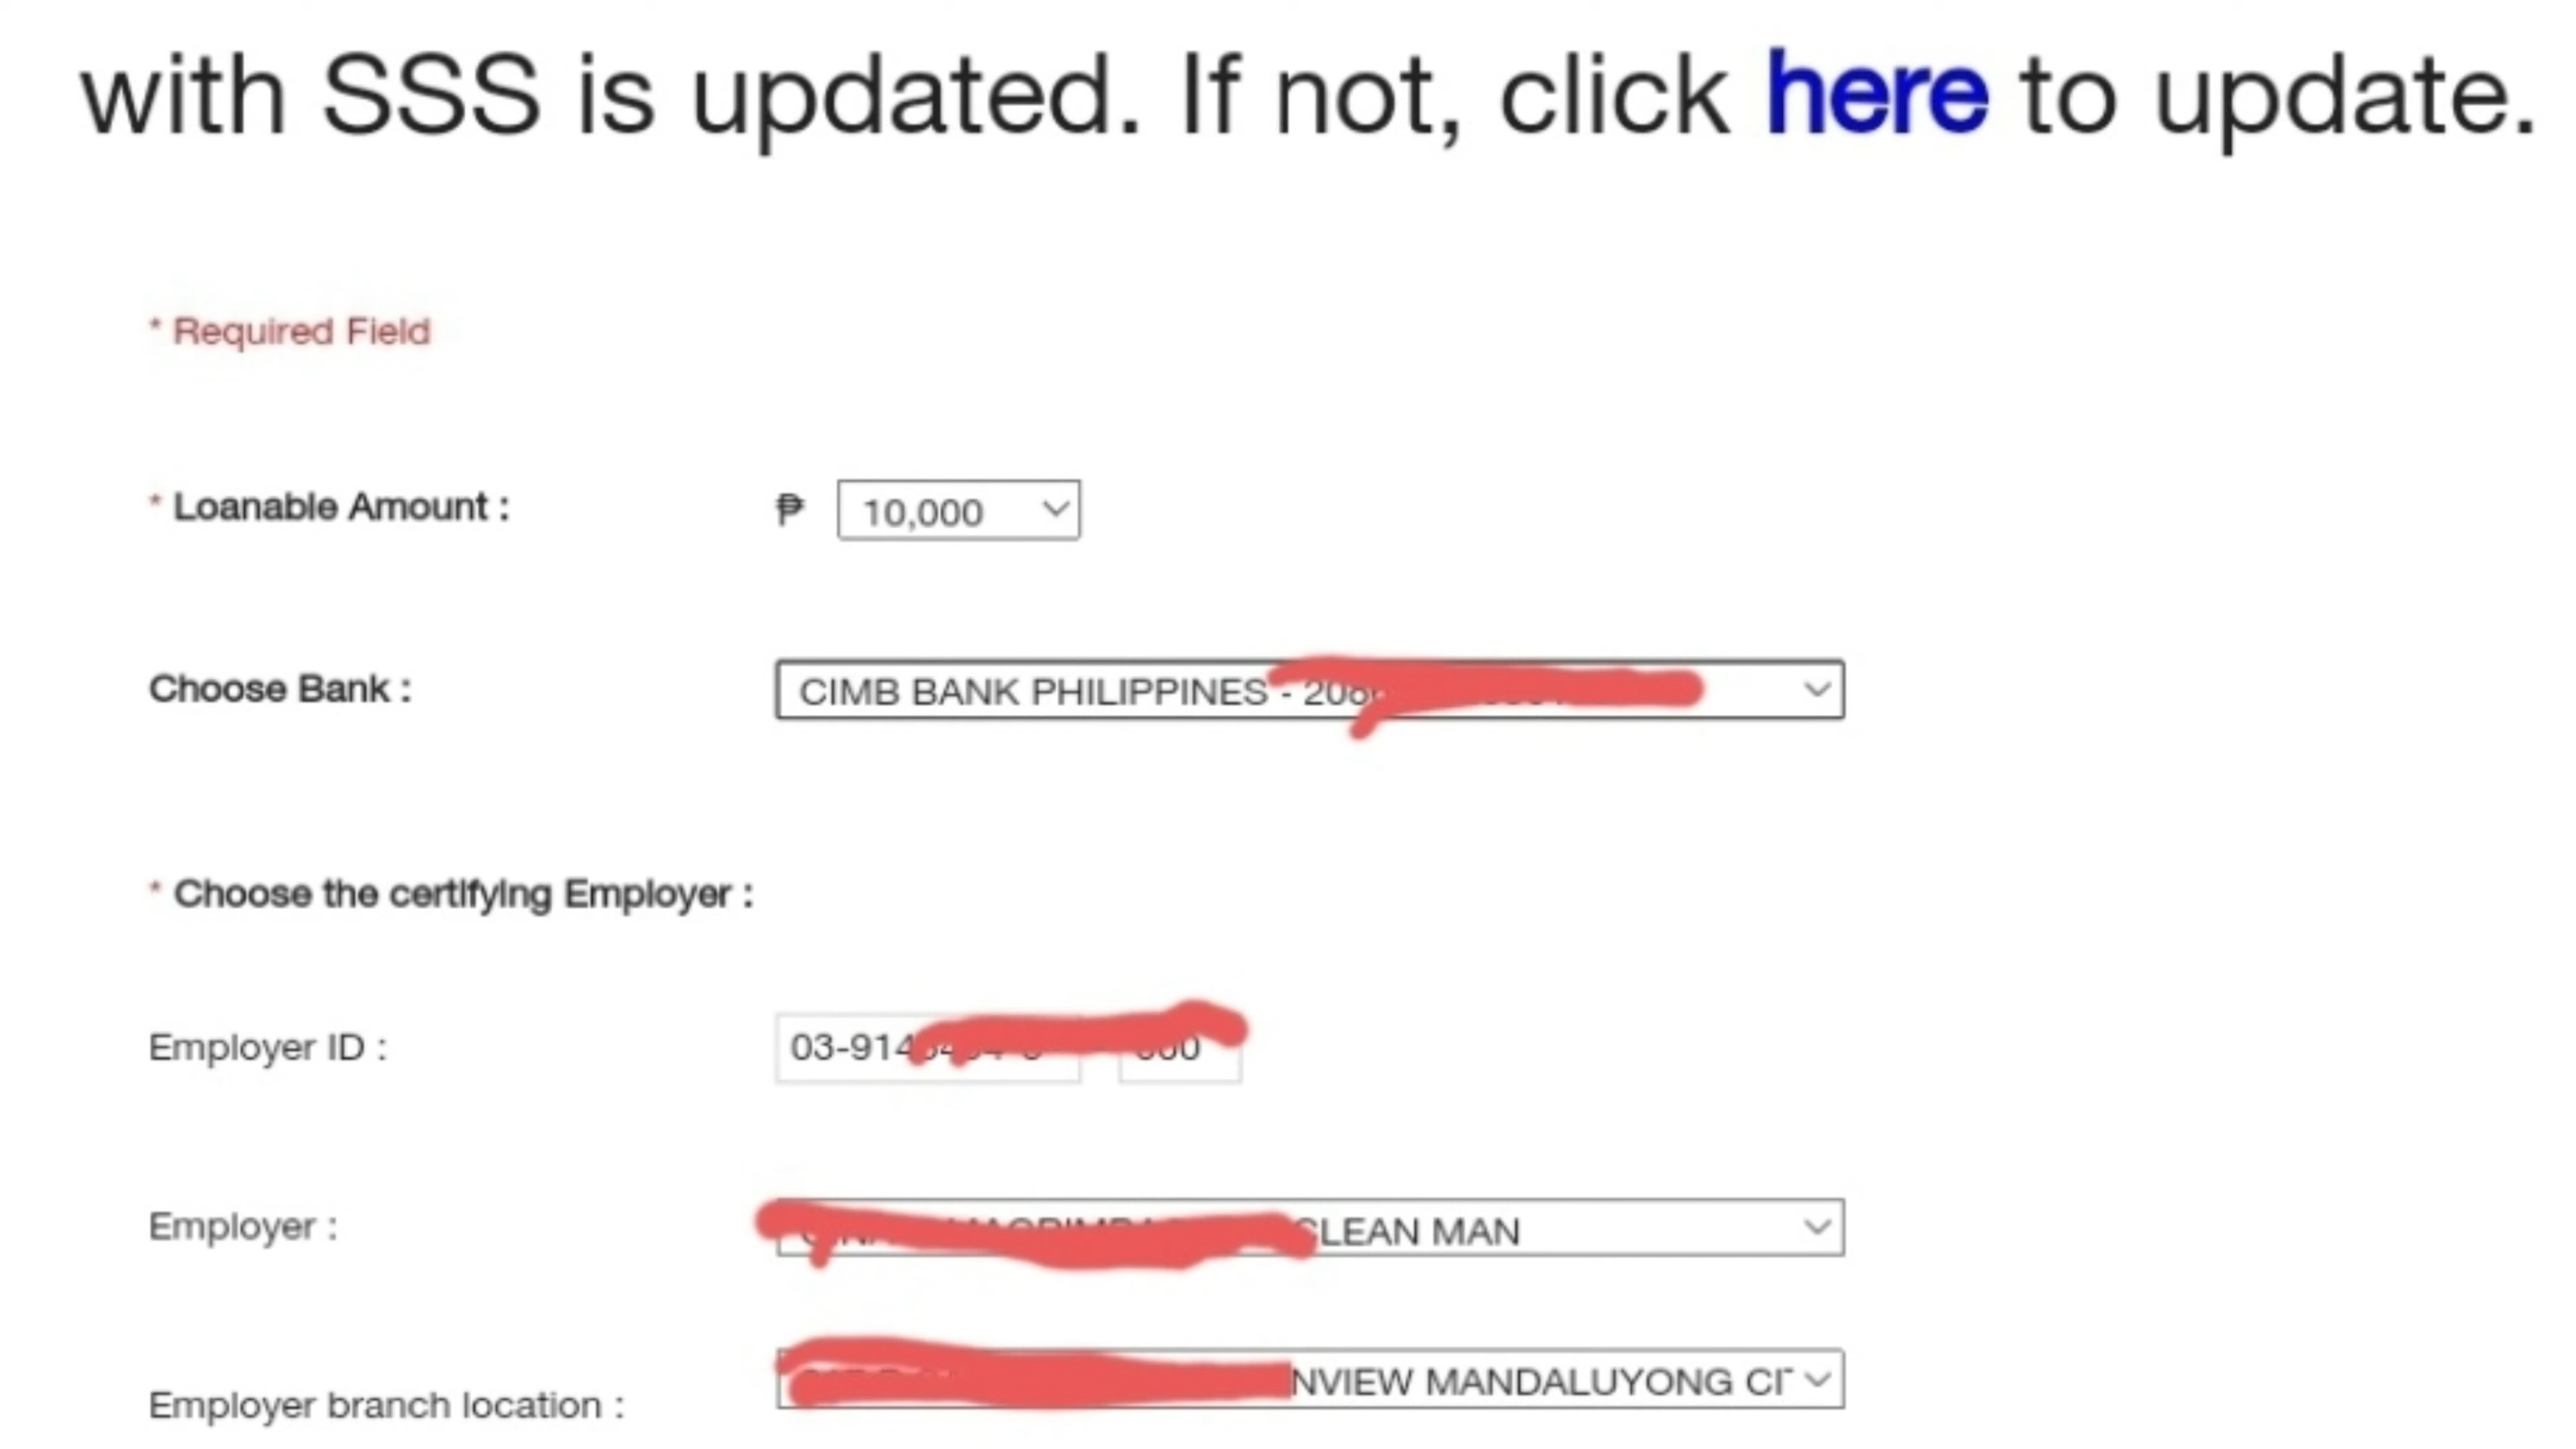 with SSS is updated. If not, click here to update.
* Required Field
* Loanable Amount : ₱ 10,000
Choose Bank : CIMB BANK PHILIPPINES - 208
* Choose the certifying Employer :
Employer ID : 03-914
Employer : CLEAN MAN
Employer branch location : NVIEW MANDALUYONG CI